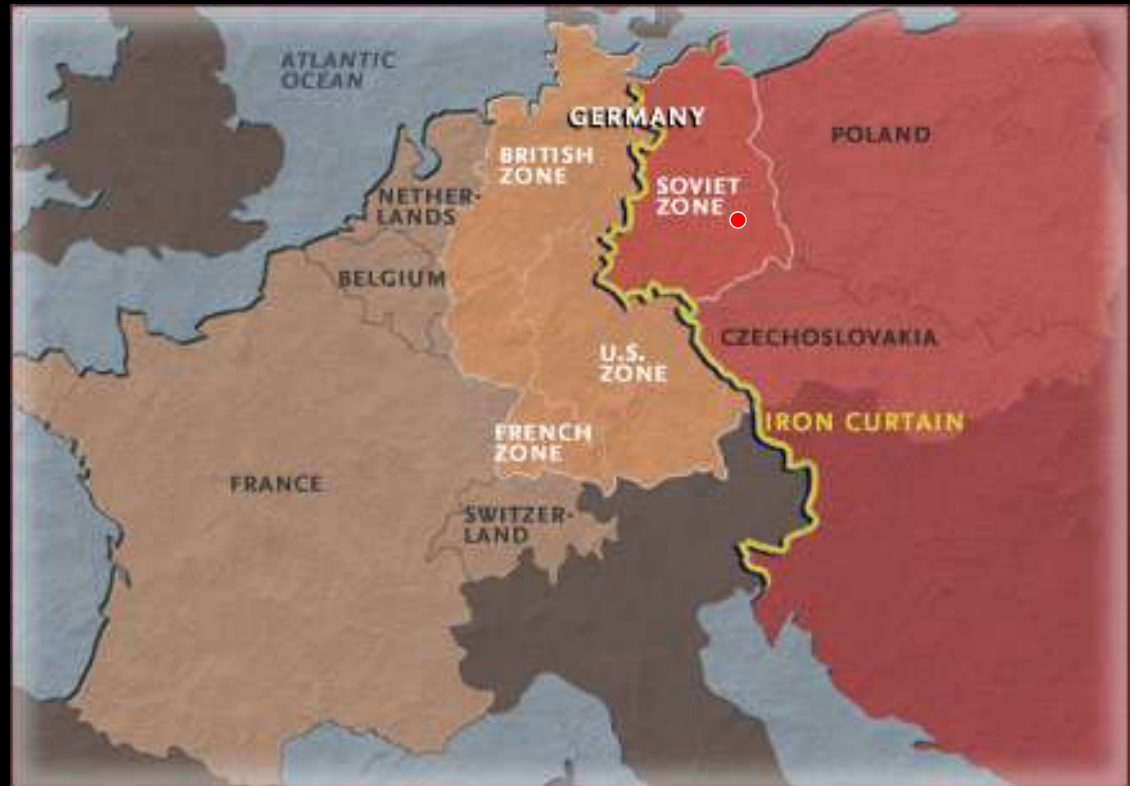 ATLANTIC
OCEAN
GERMANY
POLAND
BRITISH
ZONE
NETHER-
LANDS
SOVIET
ZONE
BELGIUM
CZECHOSLOVAKIA
U.S.
ZONE
IRON CURTAIN
FRENCH
ZONE
FRANCE
SWITZER-
LAND